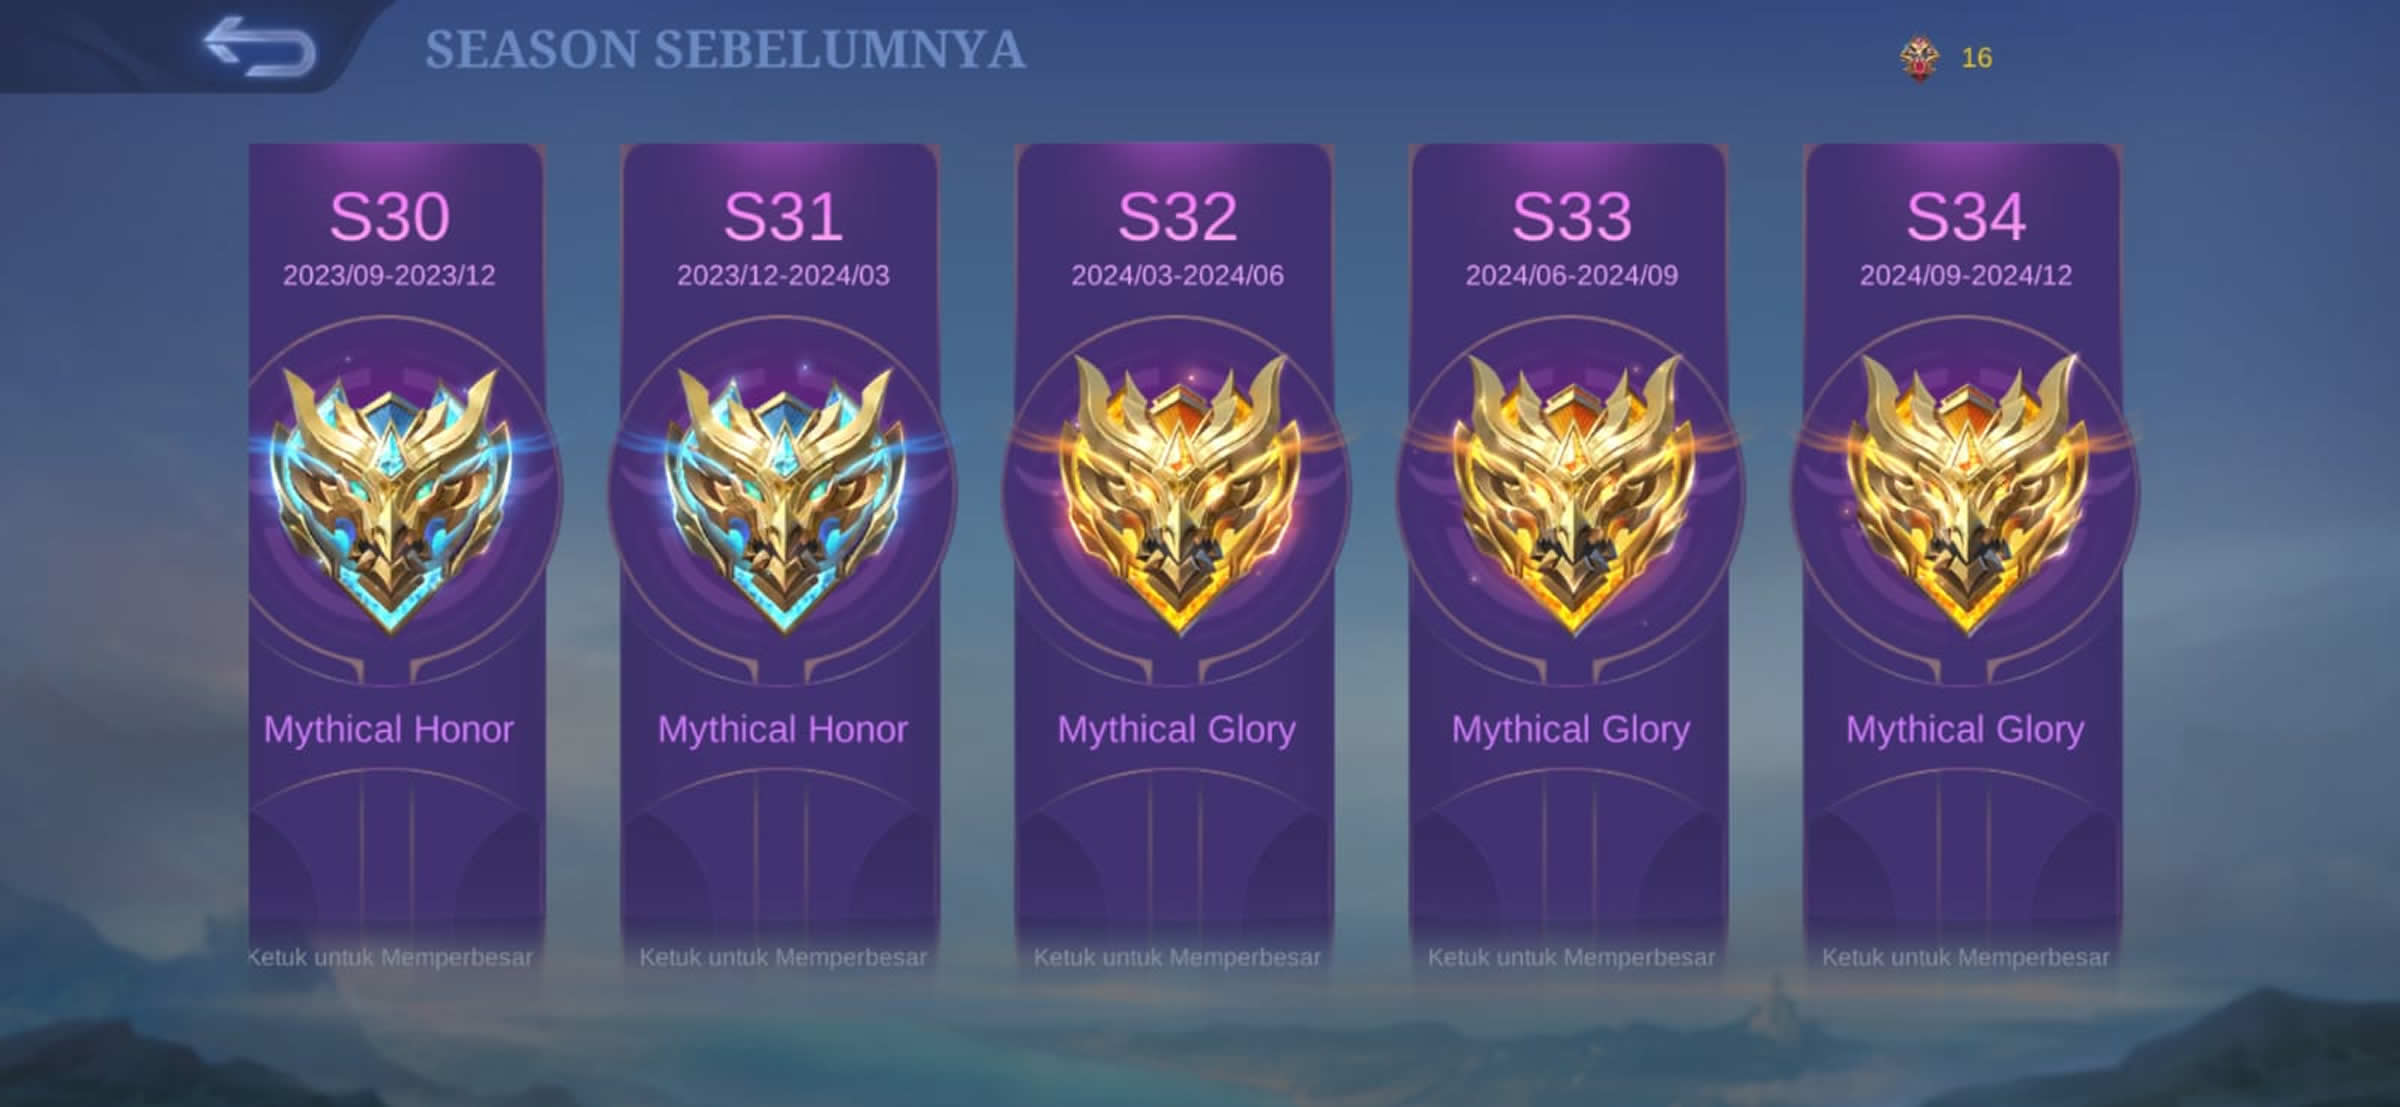 SEASON SEBELUMNYA
16
S30
2023/09-2023/12
Mythical Honor
Ketuk untuk Memperbesar
S31
2023/12-2024/03
Mythical Honor
Ketuk untuk Memperbesar
S32
2024/03-2024/06
Mythical Glory
Ketuk untuk Memperbesar
S33
2024/06-2024/09
Mythical Glory
Ketuk untuk Memperbesar
S34
2024/09-2024/12
Mythical Glory
Ketuk untuk Memperbesar